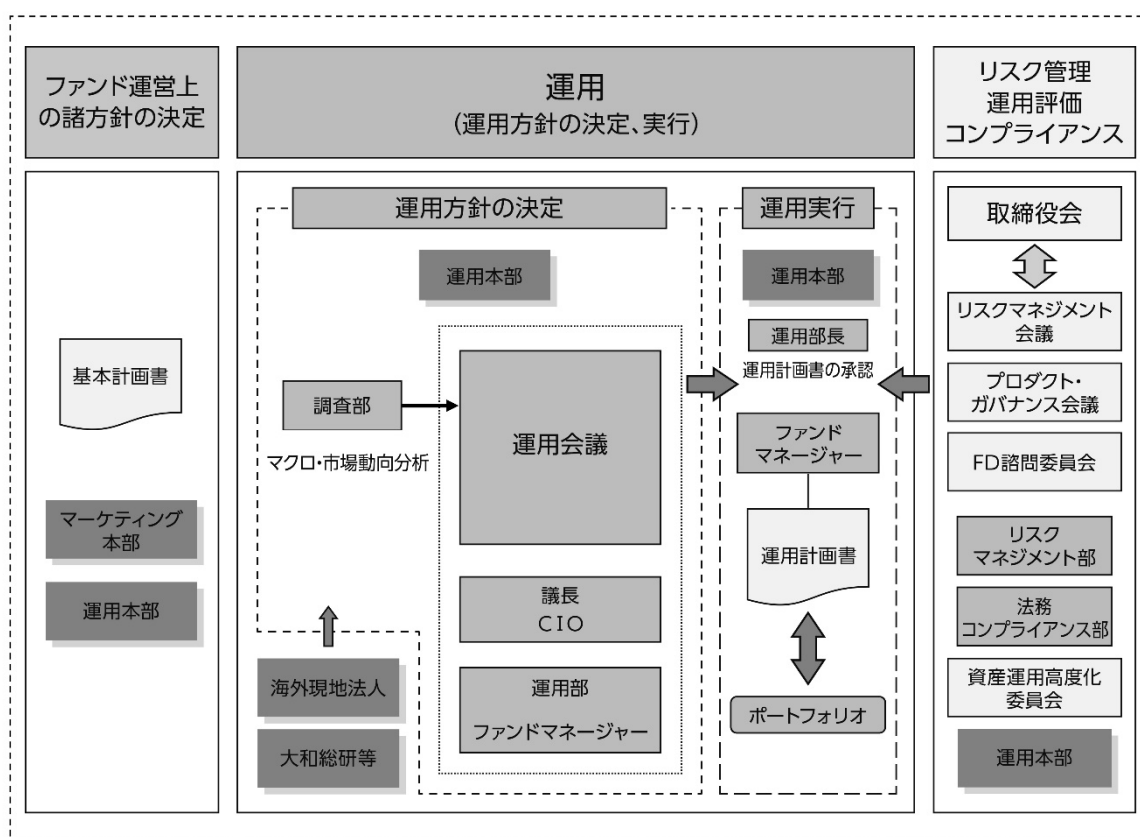 ファンド運営上
の諸方針の決定
運用
(運用方針の決定、実行)
リスク管理
運用評価
コンプライアンス
基本計画書
マーケティング
本部
運用本部
運用方針の決定
運用本部
調査部
マクロ・市場動向分析
運用会議
議長
CIO
運用部
ファンドマネージャー
海外現地法人
大和総研等
運用実行
運用本部
運用部長
運用計画書の承認
ファンド
マネージャー
運用計画書
ポートフォリオ
取締役会
リスクマネジメント
会議
プロダクト・
ガバナンス会議
FD諮問委員会
リスク
マネジメント部
法務
コンプライアンス部
資産運用高度化
委員会
運用本部